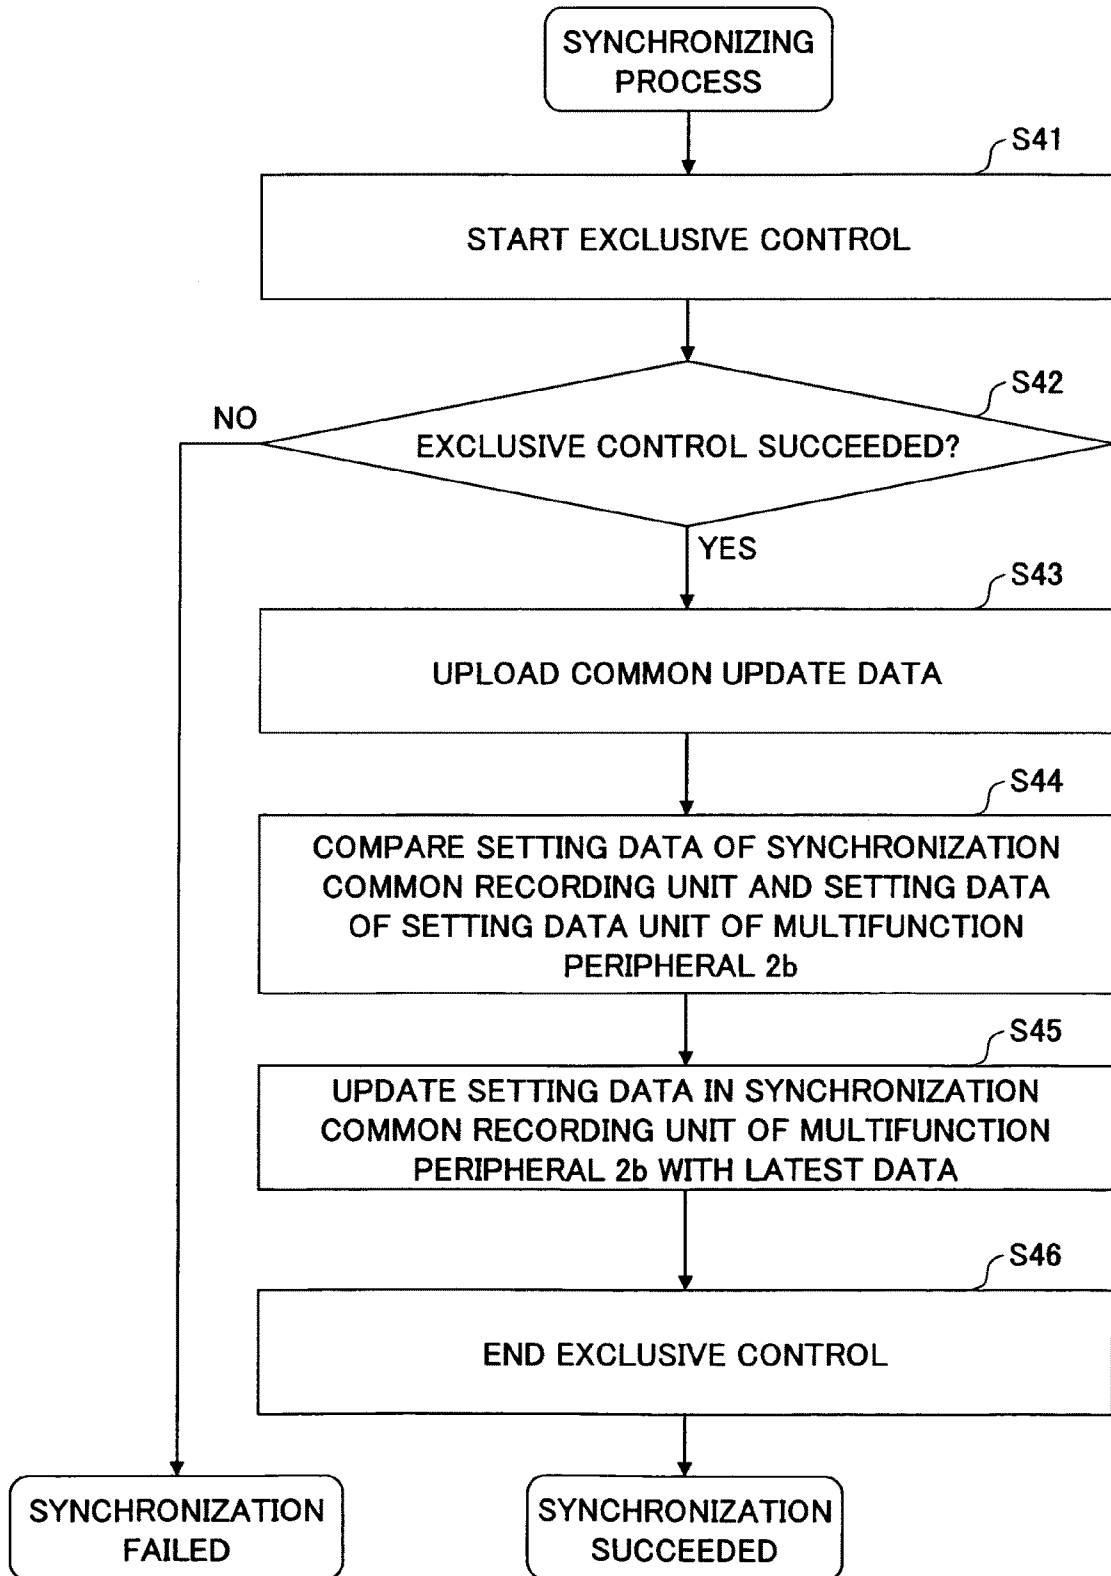 SYNCHRONIZING
PROCESS
S41
START EXCLUSIVE CONTROL
S42
NO
EXCLUSIVE CONTROL SUCCEEDED?
YES
S43
UPLOAD COMMON UPDATE DATA
S44
COMPARE SETTING DATA OF SYNCHRONIZATION
COMMON RECORDING UNIT AND SETTING DATA
OF SETTING DATA UNIT OF MULTIFUNCTION
PERIPHERAL 2b
S45
UPDATE SETTING DATA IN SYNCHRONIZATION
COMMON RECORDING UNIT OF MULTIFUNCTION
PERIPHERAL 2b WITH LATEST DATA
S46
END EXCLUSIVE CONTROL
SYNCHRONIZATION
FAILED
SYNCHRONIZATION
SUCCEEDED